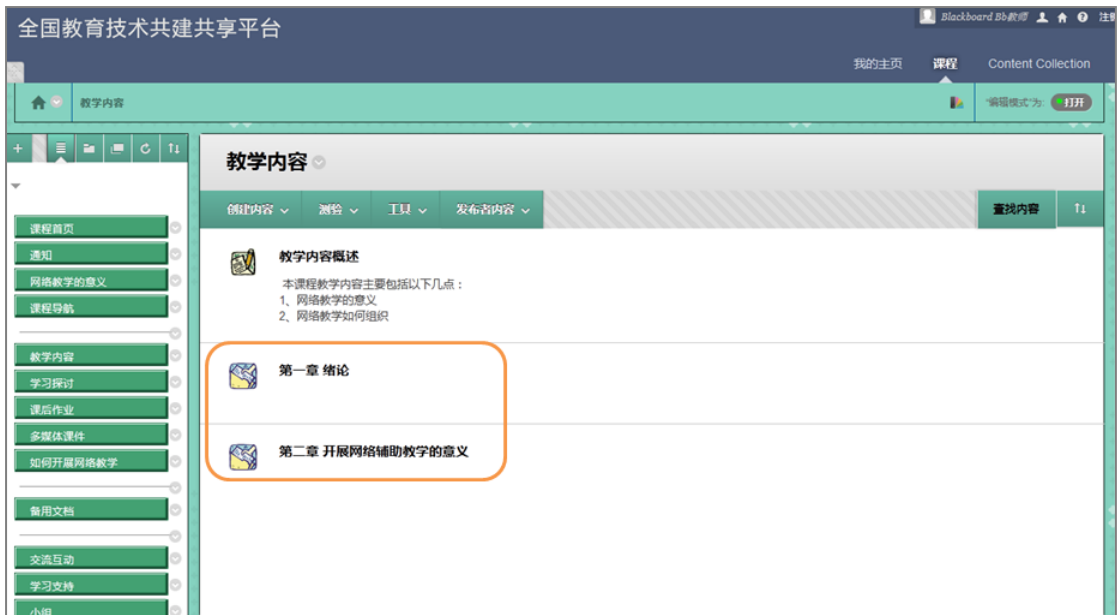 全国教育技术共建共享平台
Blackboard Bb教师
我的主页 课程 Content Collection
教学内容
"编辑模式"为: 打开
教学内容
创建内容 测验 工具 发布者内容 查找内容
课程首页
通知
网络教学的意义
课程导航
教学内容
学习探讨
课后作业
多媒体课件
如何开展网络教学
备用文档
交流互动
学习支持
小组
教学内容概述
本课程教学内容主要包括以下几点：
1、网络教学的意义
2、网络教学如何组织
第一章 绪论
第二章 开展网络辅助教学的意义